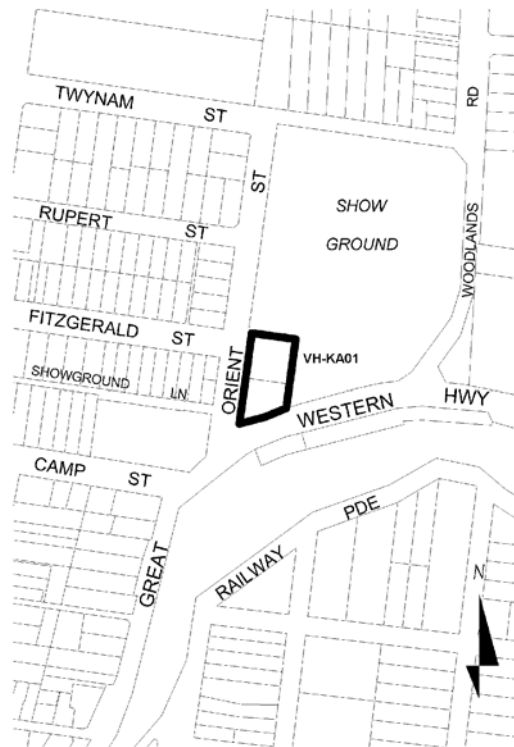 TWYNAM ST
RD
ST
SHOW
GROUND
RUPERT ST
WOODLANDS
FITZGERALD ST
VH-KA01
SHOWGROUND LN
ORIENT
WESTERN HWY
CAMP ST
PDE
GREAT
RAILWAY
N